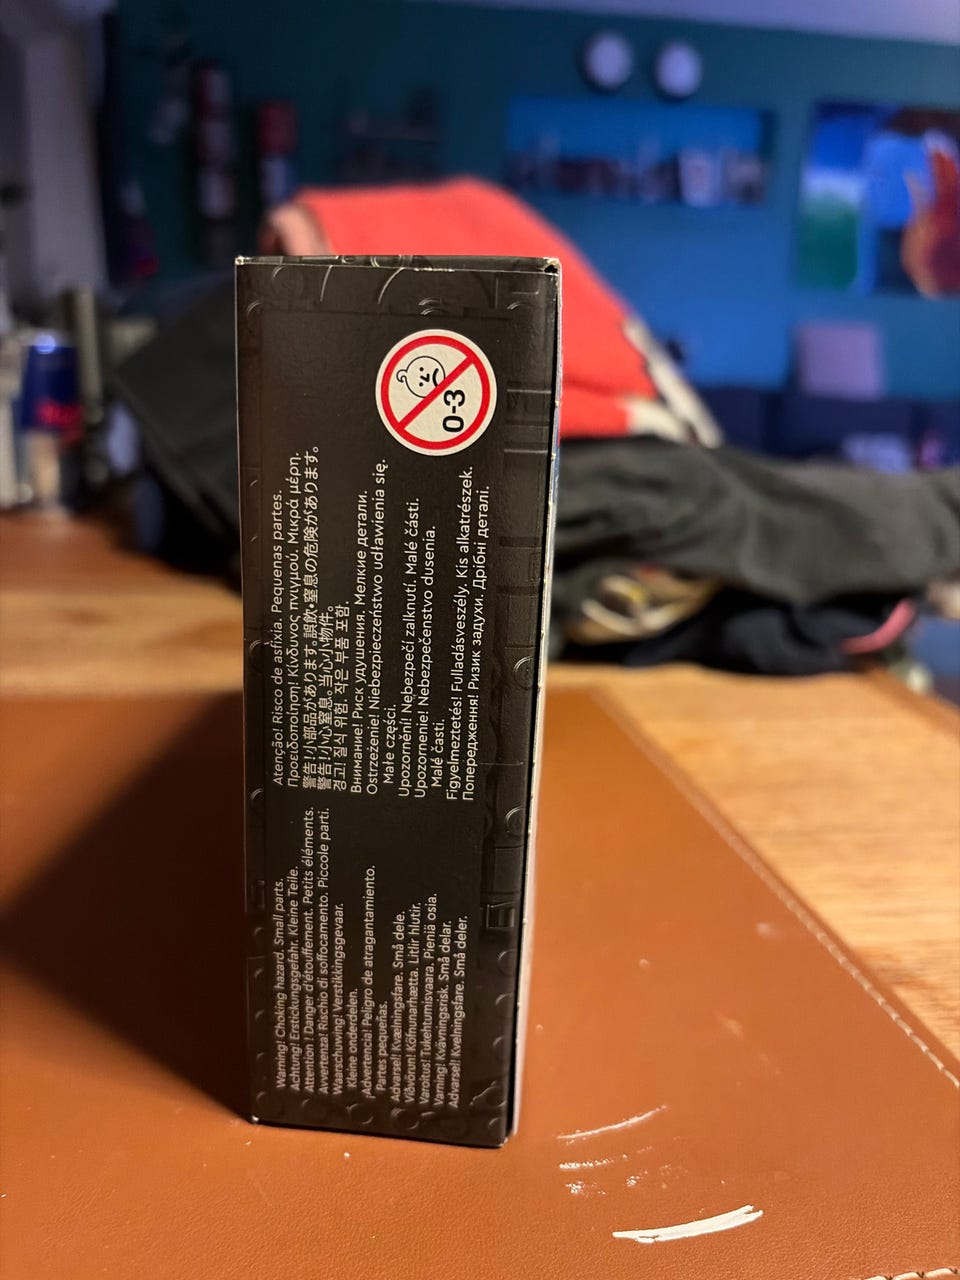 Warning! Choking hazard. Small parts.
Achtung! Erstickungsgefahr. Kleine Teile.
Attention ! Danger d'étouffement. Petits éléments.
Avvertenza! Rischio di soffocamento. Piccole parti.
Waarschuwing! Verstikkingsgevaar.
Kleine onderdelen.
¡Advertencia! Peligro de atragantamiento.
Partes pequeñas.
Advarsel! Kvælningsfare. Små dele.
Viðvörun! Köfnunarhætta. Litlir hlutir.
Varoitus! Tukehtumisvaara. Pieniä osia.
Varning! Kvävningsrisk. Små delar.
Advarsel! Kvelningsfare. Små deler.
Atenção! Risco de asfixia. Pequenas partes.
Προειδοποίηση! Κίνδυνος πνιγμού. Μικρά μέρη.
警告!小部品があります。誤飲・窒息の危険があります。
警告!小心窒息。当心小物件。
경고! 질식 위험. 작은 부품 포함.
Внимание! Риск удушения. Мелкие детали.
Ostrzeżenie! Niebezpieczeństwo udławienia się.
Małe części.
Upozornění! Nebezpečí zalknutí. Malé části.
Upozornenie! Nebezpečenstvo dusenia.
Malé časti.
Figyelmeztetés! Fulladásveszély. Kis alkatrészek.
Попередження! Ризик задухи. Дрібні деталі.
0-3